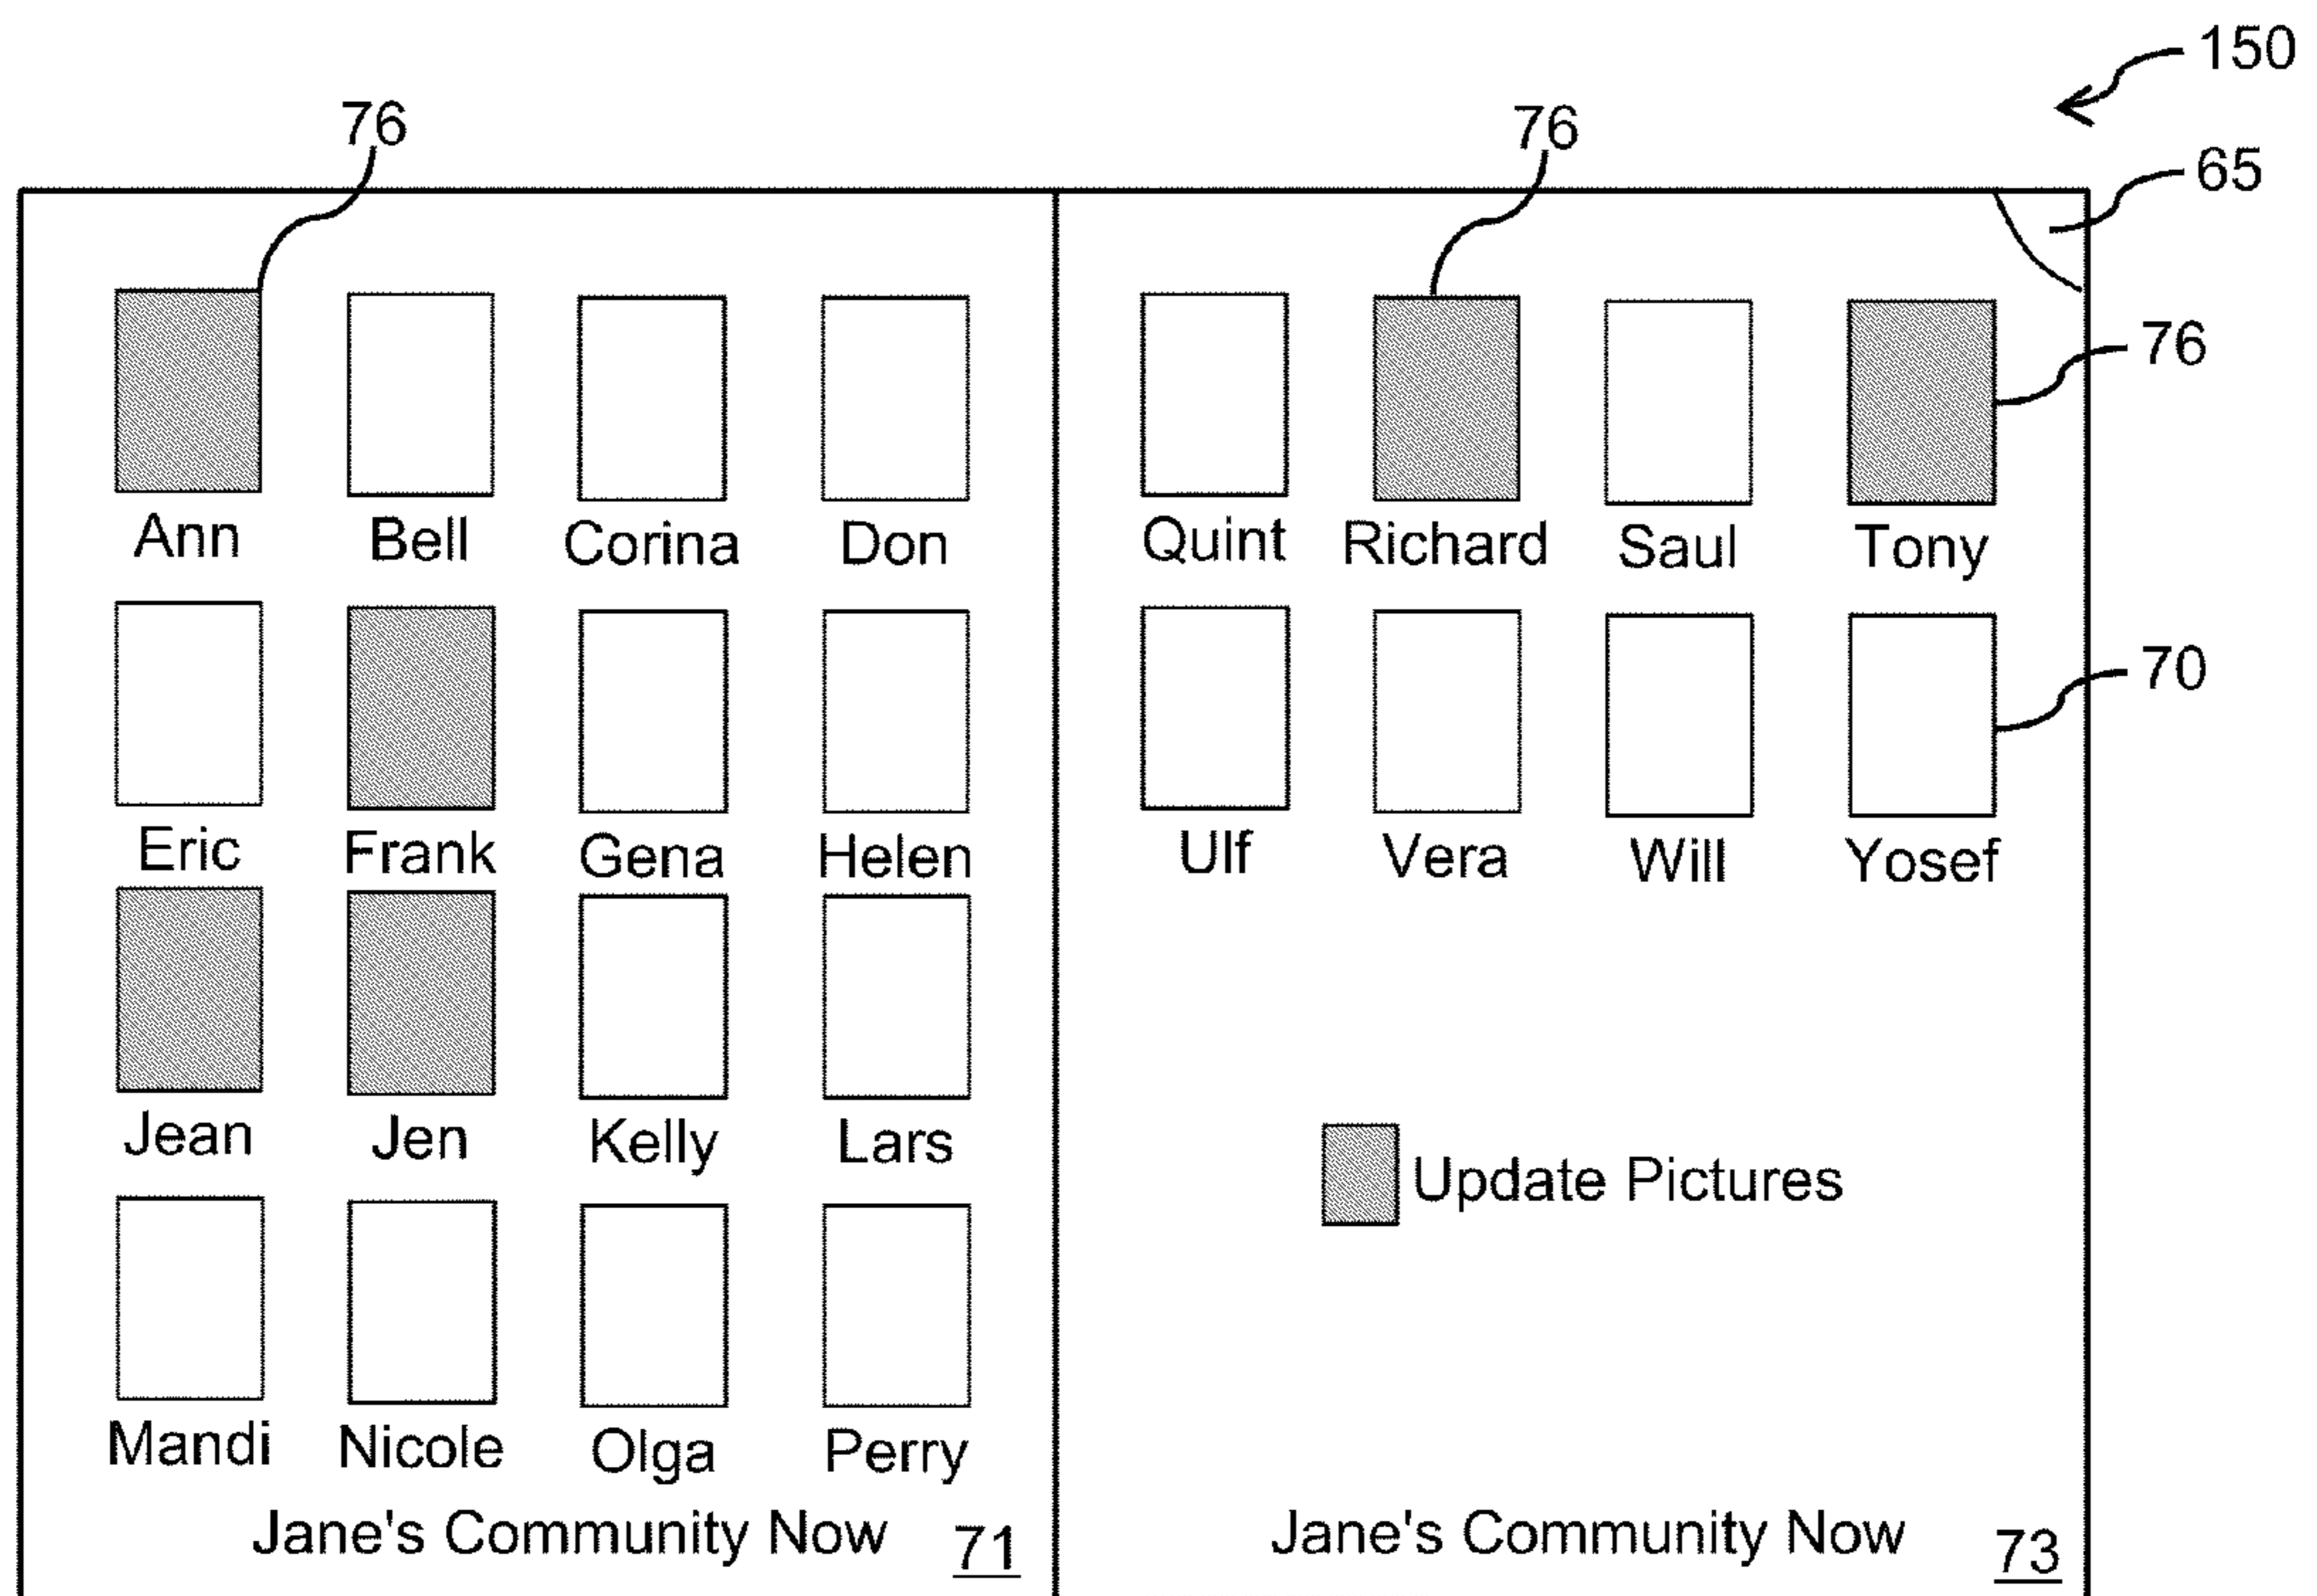 150
76
76
65
Ann Bell Corina Don
Quint Richard Saul Tony
76
Eric Frank Gena Helen
Ulf Vera Will Yosef
70
Jean Jen Kelly Lars
Update Pictures
Mandi Nicole Olga Perry
Jane's Community Now 71
Jane's Community Now 73